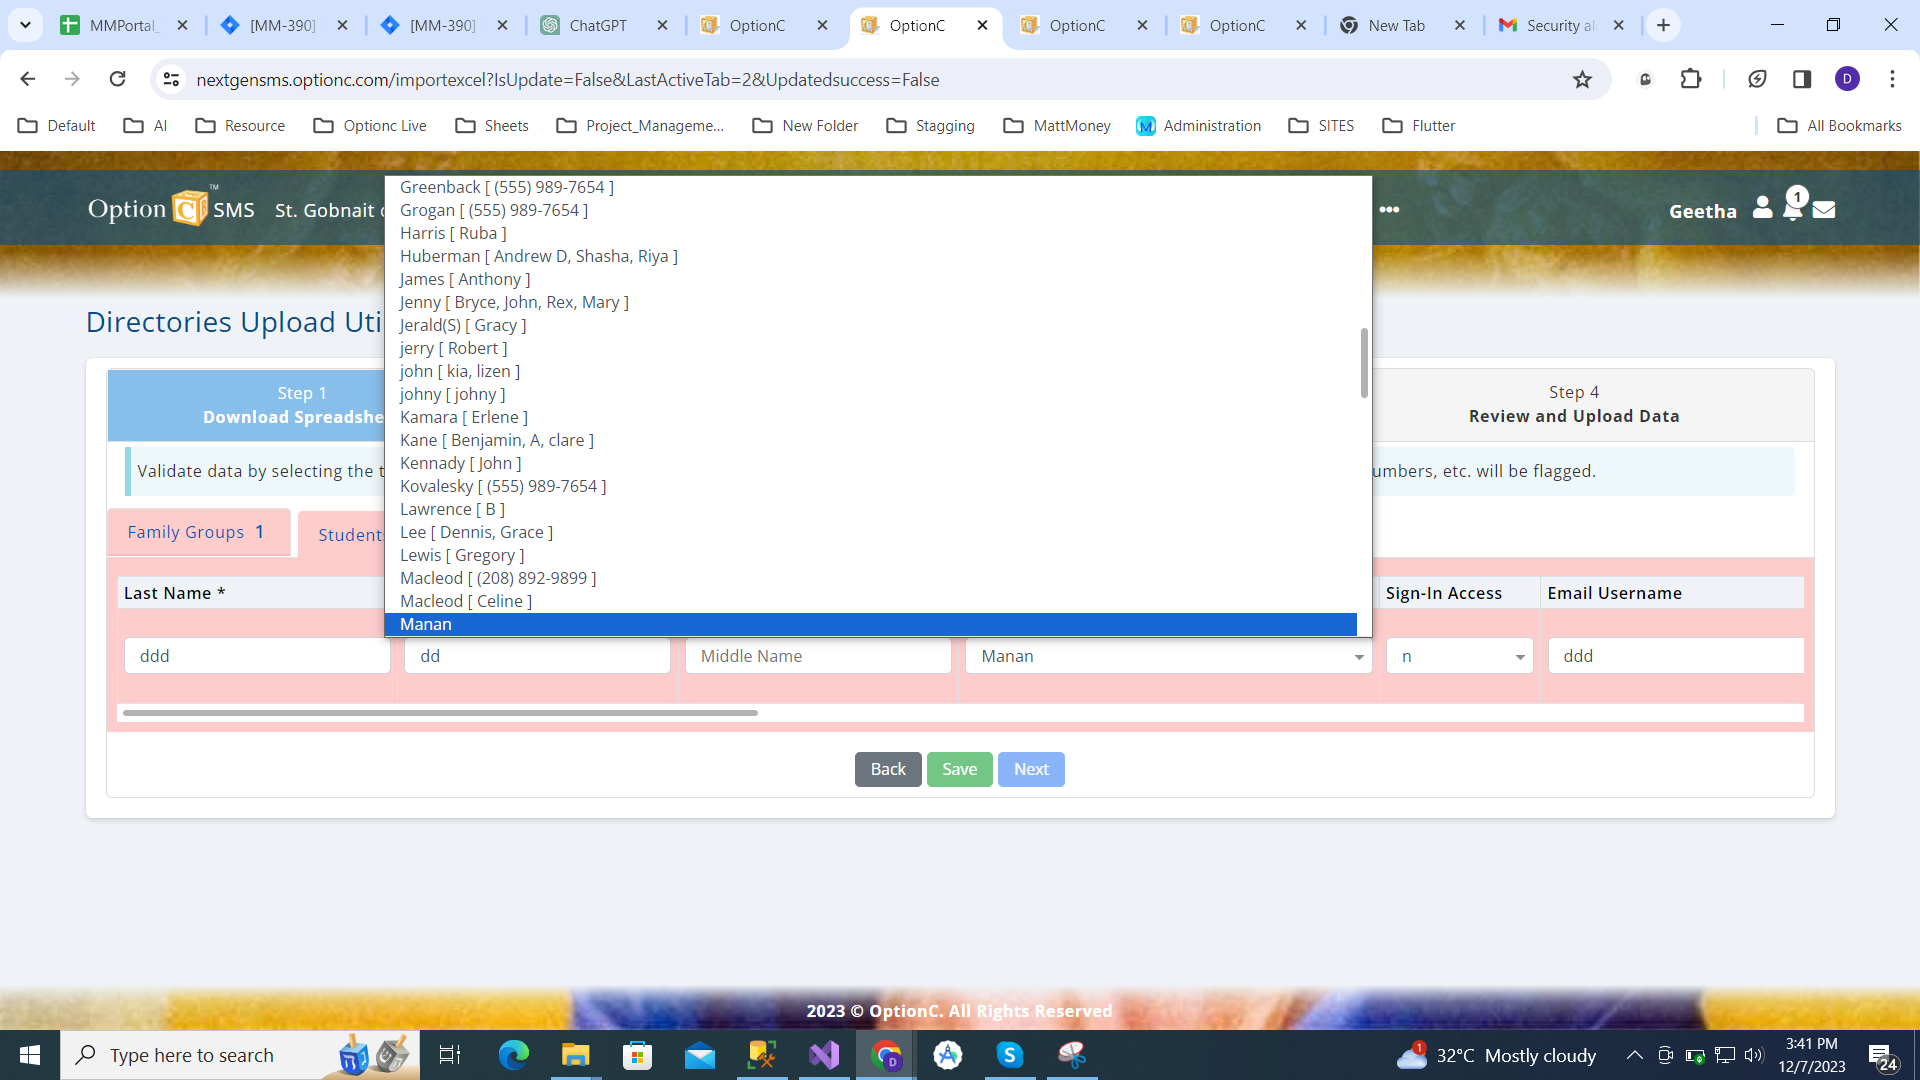 MMPortal_
[MM-390]
[MM-390]
ChatGPT
OptionC
OptionC
OptionC
OptionC
New Tab
Security al
nextgensms.optionc.com/importexcel?IsUpdate=False&LastActiveTab=2&Updatedsuccess=False
D
Default
AI
Resource
Optionc Live
Sheets
Project_Manageme...
New Folder
Stagging
MattMoney
Administration
SITES
Flutter
All Bookmarks
Option C SMS ™
St. Gobnait
Geetha
1
Directories Upload Uti
Greenback [ (555) 989-7654 ]
Grogan [ (555) 989-7654 ]
Harris [ Ruba ]
Huberman [ Andrew D, Shasha, Riya ]
James [ Anthony ]
Jenny [ Bryce, John, Rex, Mary ]
Jerald(S) [ Gracy ]
jerry [ Robert ]
john [ kia, lizen ]
johny [ johny ]
Kamara [ Erlene ]
Kane [ Benjamin, A, clare ]
Kennady [ John ]
Kovalesky [ (555) 989-7654 ]
Lawrence [ B ]
Lee [ Dennis, Grace ]
Lewis [ Gregory ]
Macleod [ (208) 892-9899 ]
Macleod [ Celine ]
Manan
Step 1
Download Spreadshe
Step 4
Review and Upload Data
Validate data by selecting the t
umbers, etc. will be flagged.
Family Groups 1
Students
Last Name *
Sign-In Access
Email Username
ddd
dd
Middle Name
Manan
n
ddd
Back
Save
Next
2023 © OptionC. All Rights Reserved
Type here to search
1
32°C Mostly cloudy
3:41 PM
12/7/2023
24